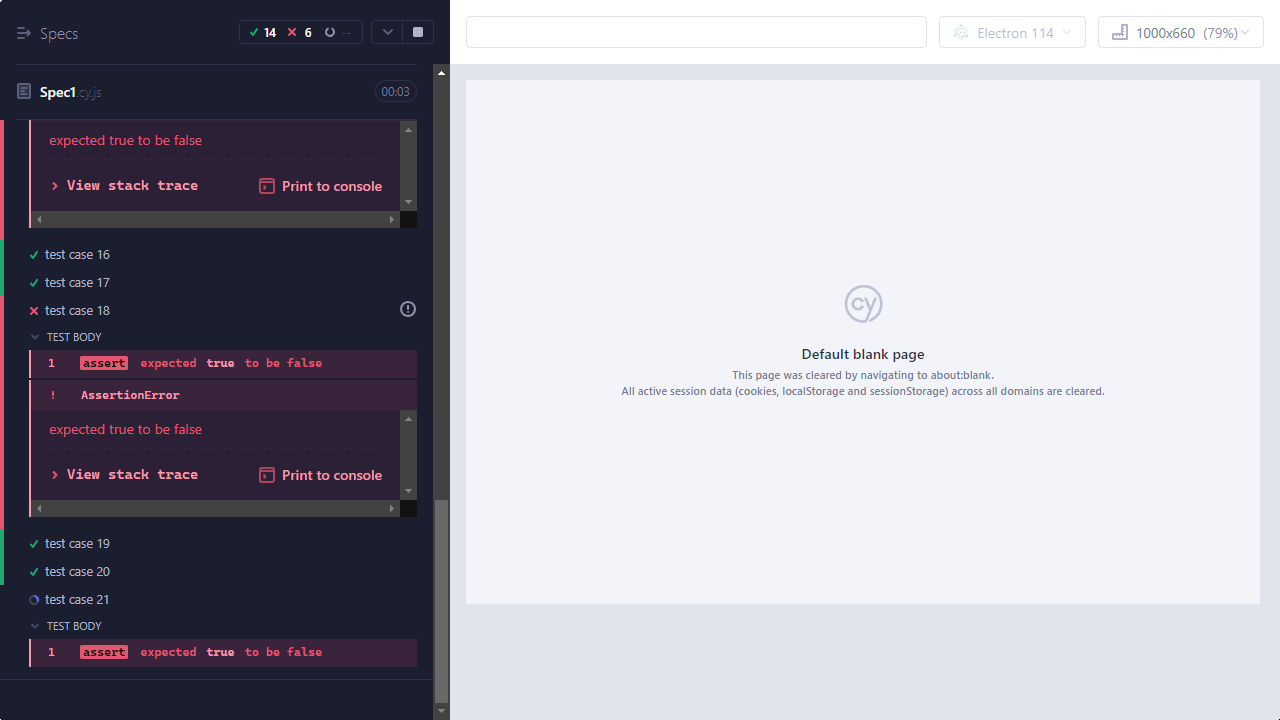 Specs
14 6 --
Electron 114
1000x660 (79%)
Spec1.cy.js
00:03
expected true to be false
View stack trace
Print to console
test case 16
test case 17
test case 18
TEST BODY
1 assert expected true to be false
! AssertionError
expected true to be false
View stack trace
Print to console
test case 19
test case 20
test case 21
TEST BODY
1 assert expected true to be false
cy
Default blank page
This page was cleared by navigating to about:blank.
All active session data (cookies, localStorage and sessionStorage) across all domains are cleared.